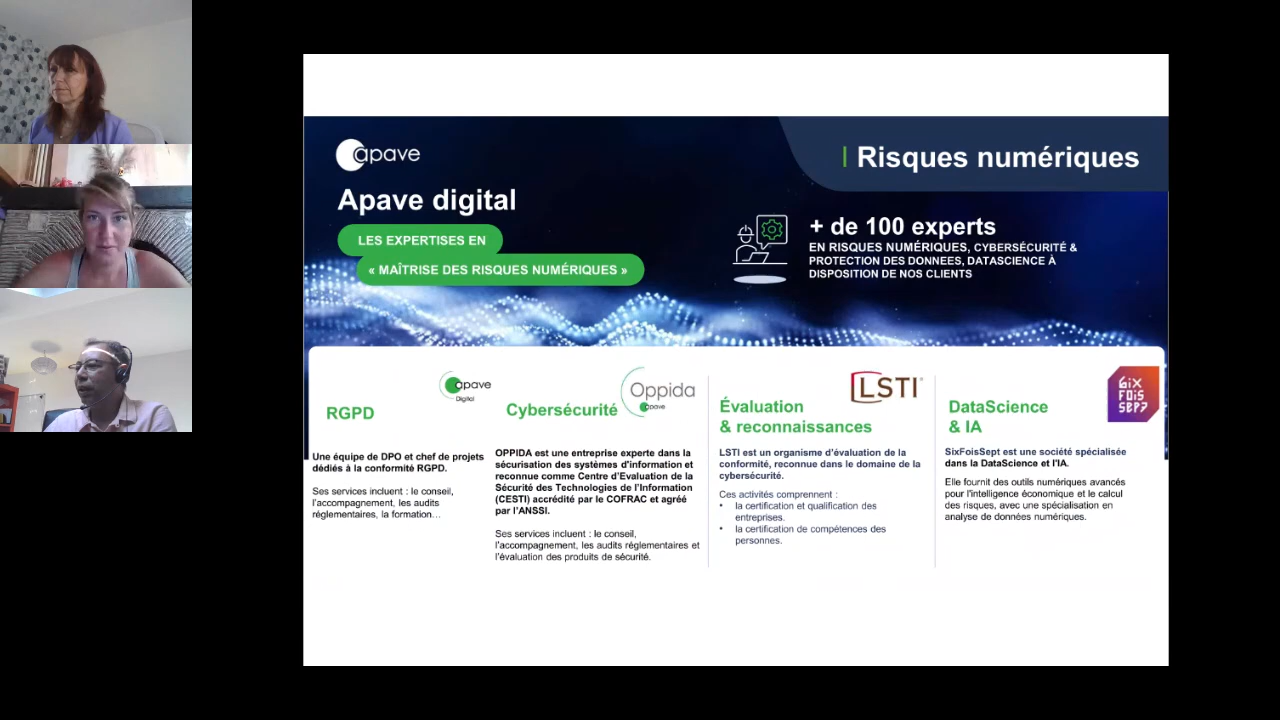 apave
Risques numériques
Apave digital
LES EXPERTISES EN
« MAÎTRISE DES RISQUES NUMÉRIQUES »
+ de 100 experts
EN RISQUES NUMÉRIQUES, CYBERSÉCURITÉ &
PROTECTION DES DONNEES, DATASCIENCE À
DISPOSITION DE NOS CLIENTS
apave
Digital
RGPD
Une équipe de DPO et chef de projets
dédiés à la conformité RGPD.
Ses services incluent : le conseil,
l'accompagnement, les audits
réglementaires, la formation…
Oppida
apave
Cybersécurité
OPPIDA est une entreprise experte dans la
sécurisation des systèmes d'information et
reconnue comme Centre d'Evaluation de la
Sécurité des Technologies de l'Information
(CESTI) accrédité par le COFRAC et agréé
par l'ANSSI.
Ses services incluent : le conseil,
l'accompagnement, les audits réglementaires et
l'évaluation des produits de sécurité.
LSTI
Évaluation
& reconnaissances
LSTI est un organisme d'évaluation de la
conformité, reconnue dans le domaine de la
cybersécurité.
Ces activités comprennent :
• la certification et qualification des
entreprises.
• la certification de compétences des
personnes.
6iX
FOiS
SEP7
DataScience
& IA
SixFoisSept est une société spécialisée
dans la DataScience et l'IA.
Elle fournit des outils numériques avancés
pour l'intelligence économique et le calcul
des risques, avec une spécialisation en
analyse de données numériques.